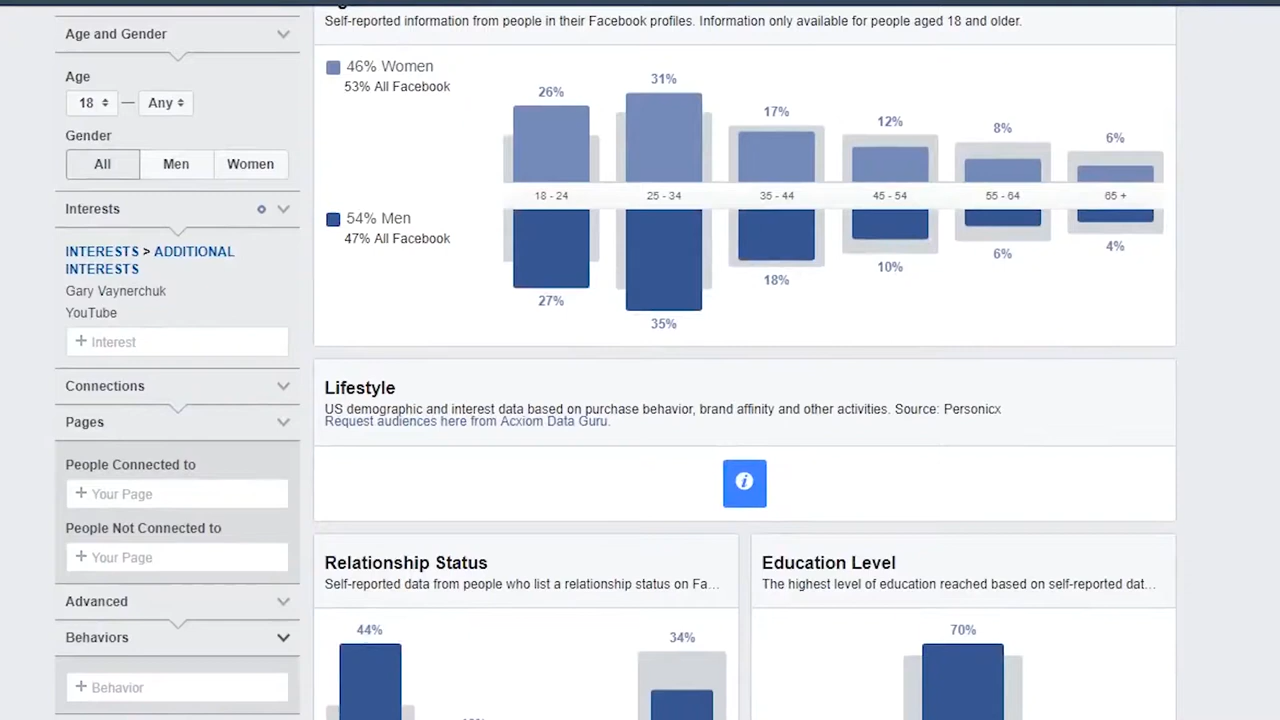 Self-reported information from people in their Facebook profiles. Information only available for people aged 18 and older.
Age and Gender
Age
18 — Any
Gender
All Men Women
Interests
INTERESTS > ADDITIONAL
INTERESTS
Gary Vaynerchuk
YouTube
+ Interest
Connections
Pages
People Connected to
+ Your Page
People Not Connected to
+ Your Page
Advanced
Behaviors
+ Behavior
46% Women
53% All Facebook
26% 31% 17% 12% 8% 6%
18 - 24 25 - 34 35 - 44 45 - 54 55 - 64 65 +
54% Men
47% All Facebook
27% 35% 18% 10% 6% 4%
Lifestyle
US demographic and interest data based on purchase behavior, brand affinity and other activities. Source: Personicx
Request audiences here from Acxiom Data Guru.
i
Relationship Status
Self-reported data from people who list a relationship status on Fa...
44% 34%
Education Level
The highest level of education reached based on self-reported dat...
70%